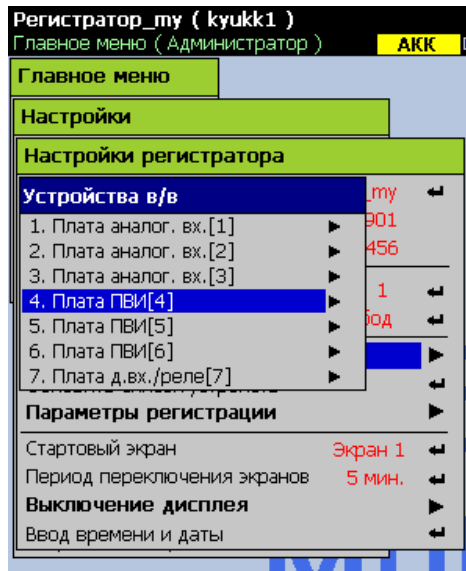 Регистратор_my ( kyukk1 )
Главное меню ( Администратор )
АКК
Главное меню
Настройки
Настройки регистратора
Устройства в/в
_my
1. Плата аналог. вх.[1]
901
2. Плата аналог. вх.[2]
456
3. Плата аналог. вх.[3]
4. Плата ПВИ[4]
1
5. Плата ПВИ[5]
6. Плата ПВИ[6]
7. Плата д.вх./реле[7]
Параметры регистрации
Стартовый экран Экран 1
Период переключения экранов 5 мин.
Выключение дисплея
Ввод времени и даты